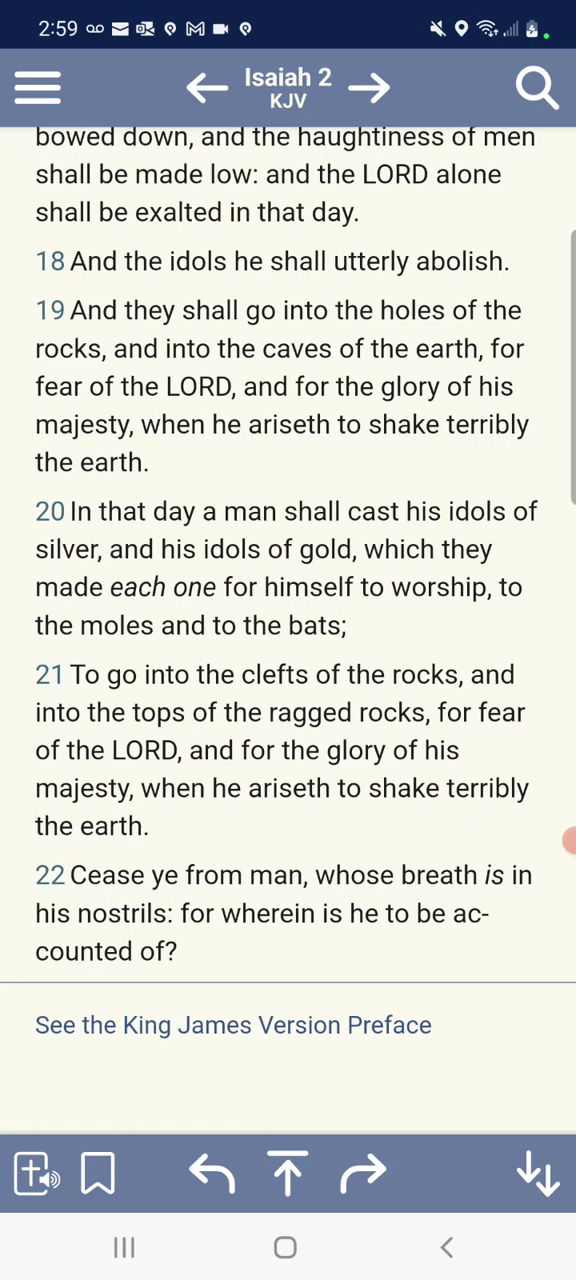 2:59
Isaiah 2
KJV
bowed down, and the haughtiness of men
shall be made low: and the LORD alone
shall be exalted in that day.
18 And the idols he shall utterly abolish.
19 And they shall go into the holes of the
rocks, and into the caves of the earth, for
fear of the LORD, and for the glory of his
majesty, when he ariseth to shake terribly
the earth.
20 In that day a man shall cast his idols of
silver, and his idols of gold, which they
made each one for himself to worship, to
the moles and to the bats;
21 To go into the clefts of the rocks, and
into the tops of the ragged rocks, for fear
of the LORD, and for the glory of his
majesty, when he ariseth to shake terribly
the earth.
22 Cease ye from man, whose breath is in
his nostrils: for wherein is he to be ac-
counted of?
See the King James Version Preface